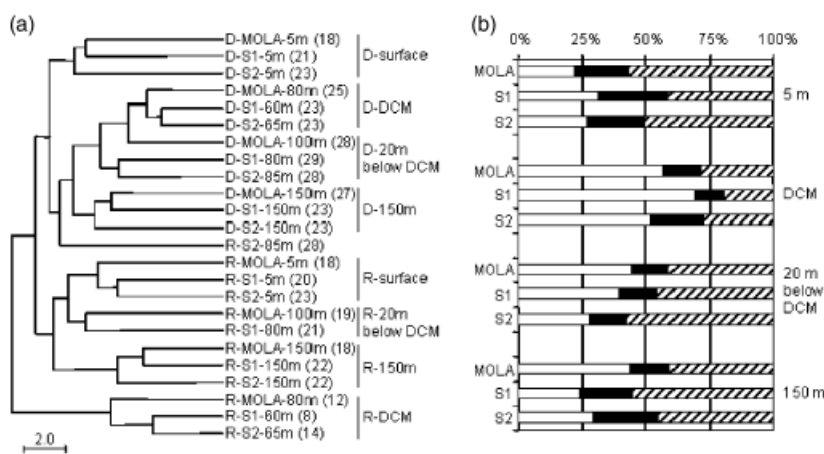 (a)
D-MOLA-5m (18)
D-S1-5m (21)
D-S2-5m (23)
D-surface
D-MOLA-80m (25)
D-S1-60m (23)
D-S2-65m (23)
D-DCM
D-MOLA-100m (28)
D-S1-80m (29)
D-S2-85m (28)
D-20m
below DCM
D-MOLA-150m (27)
D-S1-150m (23)
D-S2-150m (23)
D-150m
R-S2-85m (28)
R-MOLA-5m (18)
R-S1-5m (20)
R-S2-5m (23)
R-surface
R-MOLA-100m (19)
R-S1-80m (21)
R-20m
below DCM
R-MOLA-150m (18)
R-S1-150m (22)
R-S2-150m (22)
R-150m
R-MOLA-80m (12)
R-S1-60m (8)
R-S2-65m (14)
R-DCM
2.0
(b)
0% 25% 50% 75% 100%
MOLA
S1
S2
5 m
MOLA
S1
S2
DCM
MOLA
S1
S2
20 m
below
DCM
MOLA
S1
S2
150 m